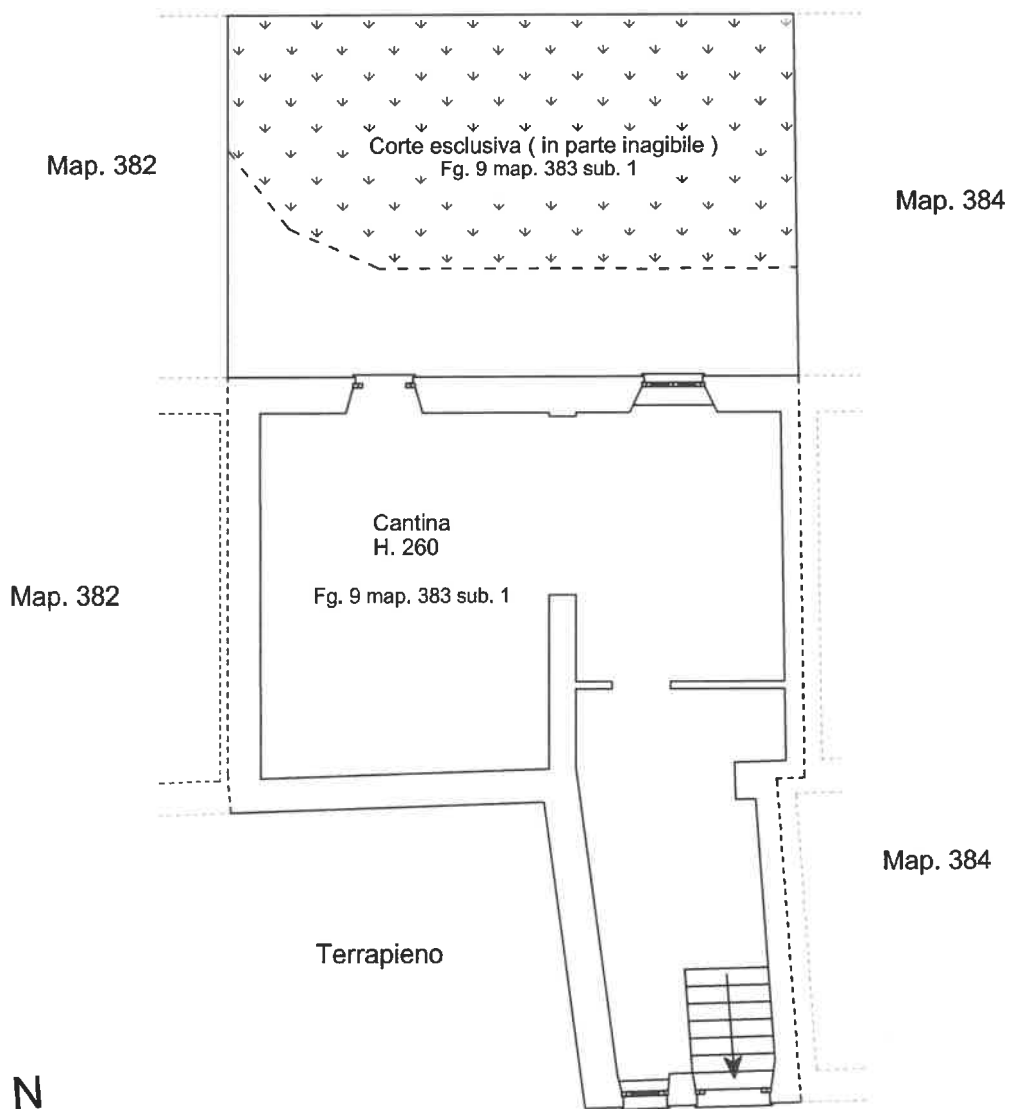 Corte esclusiva ( in parte inagibile )
Fg. 9 map. 383 sub. 1
Map. 382
Map. 384
Cantina
H. 260
Fg. 9 map. 383 sub. 1
Map. 382
Map. 384
Terrapieno
N